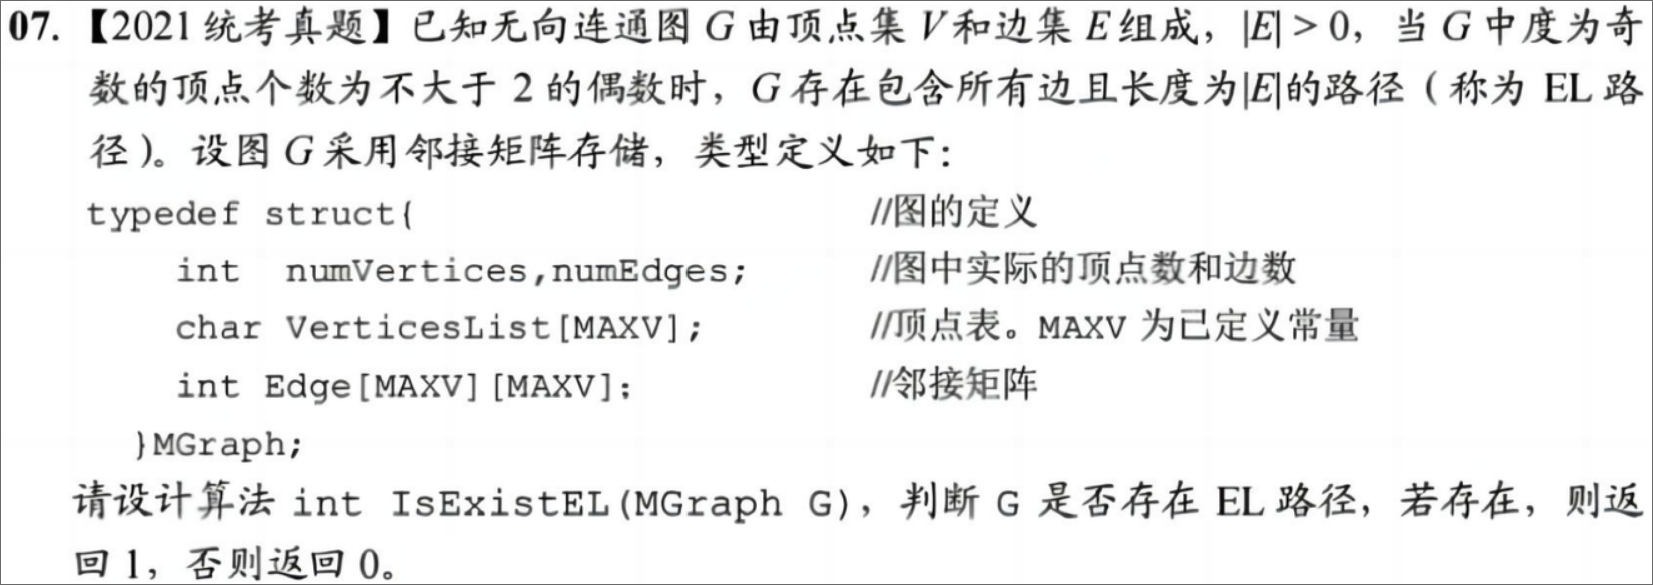 07. 【2021 统考真题】已知无向连通图 G 由顶点集 V 和边集 E 组成，|E| > 0，当 G 中度为奇
数的顶点个数为不大于 2 的偶数时，G 存在包含所有边且长度为|E|的路径（称为 EL 路
径）。设图 G 采用邻接矩阵存储，类型定义如下：
typedef struct{ //图的定义
int numVertices,numEdges; //图中实际的顶点数和边数
char VerticesList[MAXV]; //顶点表。MAXV 为已定义常量
int Edge[MAXV][MAXV]; //邻接矩阵
}MGraph;
请设计算法 int IsExistEL(MGraph G)，判断 G 是否存在 EL 路径，若存在，则返
回 1，否则返回 0。